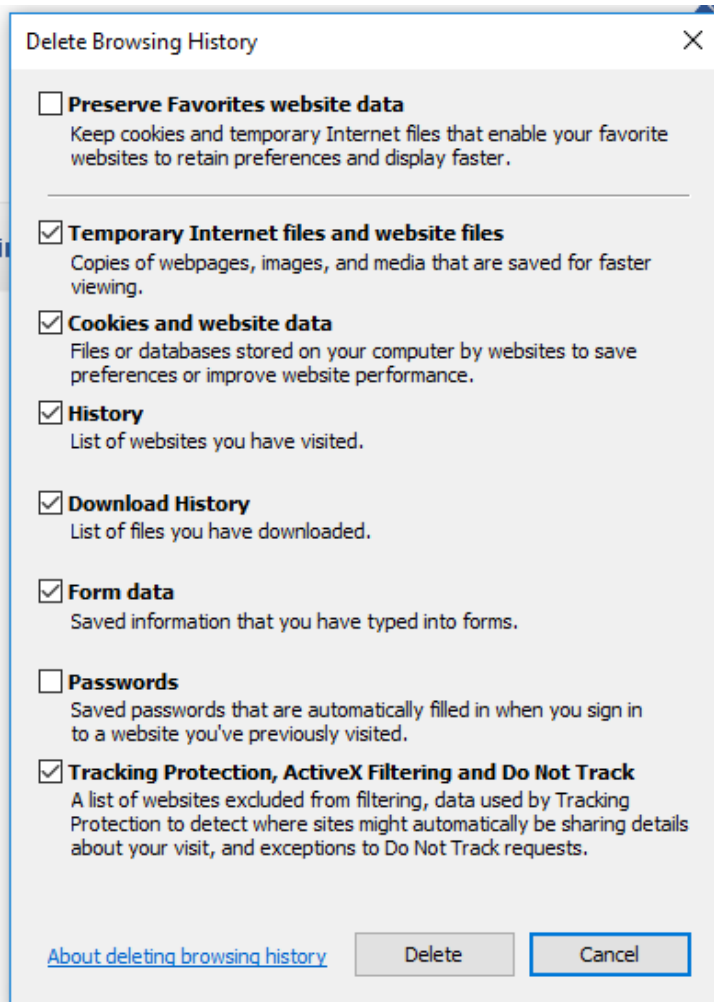 Delete Browsing History
Preserve Favorites website data
Keep cookies and temporary Internet files that enable your favorite
websites to retain preferences and display faster.
Temporary Internet files and website files
Copies of webpages, images, and media that are saved for faster
viewing.
Cookies and website data
Files or databases stored on your computer by websites to save
preferences or improve website performance.
History
List of websites you have visited.
Download History
List of files you have downloaded.
Form data
Saved information that you have typed into forms.
Passwords
Saved passwords that are automatically filled in when you sign in
to a website you've previously visited.
Tracking Protection, ActiveX Filtering and Do Not Track
A list of websites excluded from filtering, data used by Tracking
Protection to detect where sites might automatically be sharing details
about your visit, and exceptions to Do Not Track requests.
About deleting browsing history
Delete
Cancel